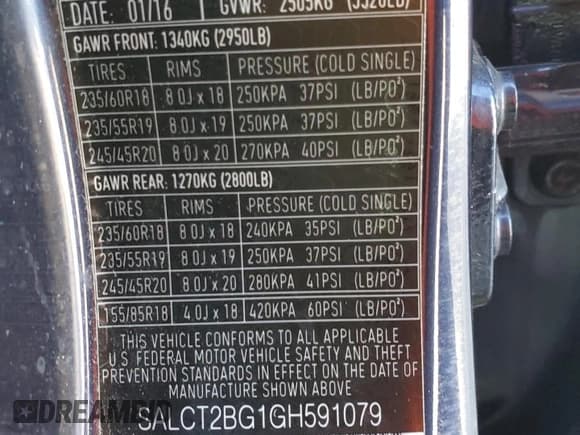 DATE: 01/16 GVWR: 2505KG (5520LB)
GAWR FRONT: 1340KG (2950LB)
TIRES RIMS PRESSURE (COLD SINGLE)
235/60R18 8.0J x 18 250KPA 37PSI (LB/PO²)
235/55R19 8.0J x 19 250KPA 37PSI (LB/PO²)
245/45R20 8.0J x 20 270KPA 40PSI (LB/PO²)
GAWR REAR: 1270KG (2800LB)
TIRES RIMS PRESSURE (COLD SINGLE)
235/60R18 8.0J x 18 240KPA 35PSI (LB/PO²)
235/55R19 8.0J x 19 250KPA 37PSI (LB/PO²)
245/45R20 8.0J x 20 280KPA 41PSI (LB/PO²)
155/85R18 4.0J x 18 420KPA 60PSI (LB/PO²)
THIS VEHICLE CONFORMS TO ALL APPLICABLE
U.S. FEDERAL MOTOR VEHICLE SAFETY AND THEFT
PREVENTION STANDARDS IN EFFECT ON THE DATE OF
MANUFACTURE SHOWN ABOVE.
SALCT2BG1GH591079
autoauctions.io